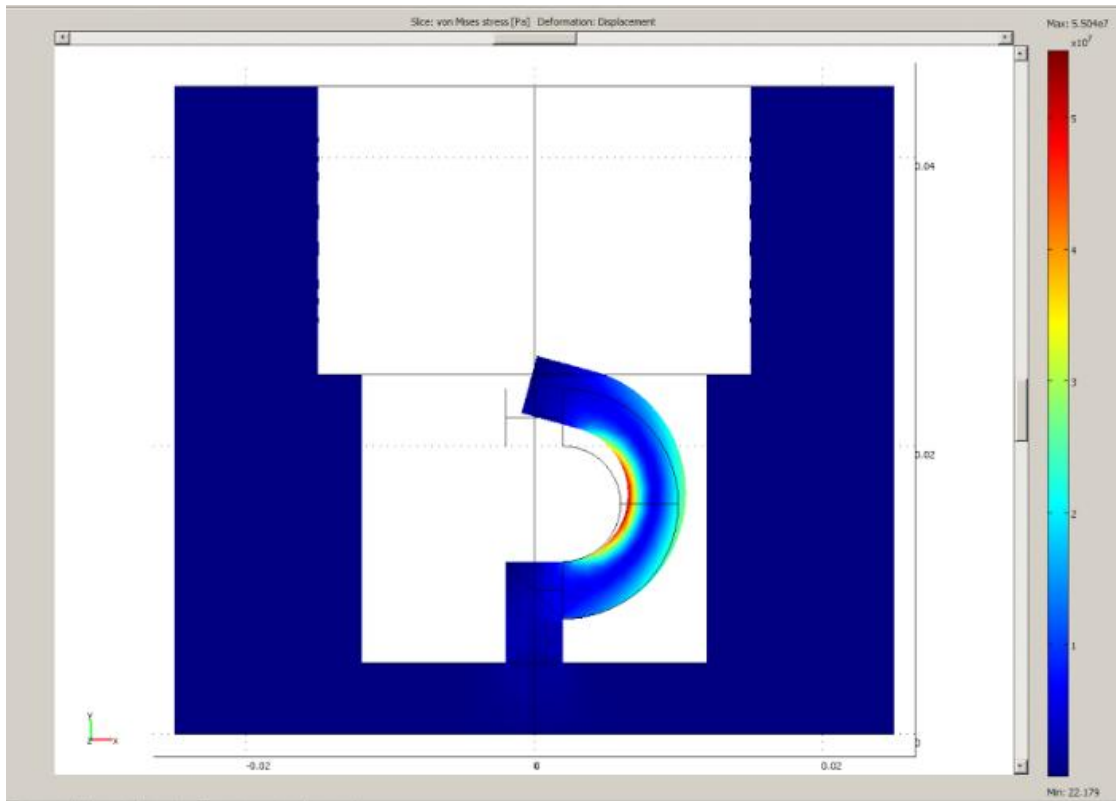 Slice: von Mises stress [Pa] Deformation: Displacement
Max: 5.504e7
x10⁷
5
0.04
4
3
0.02
2
1
Y
Z X
0
-0.02
0
0.02
Min: 22.179